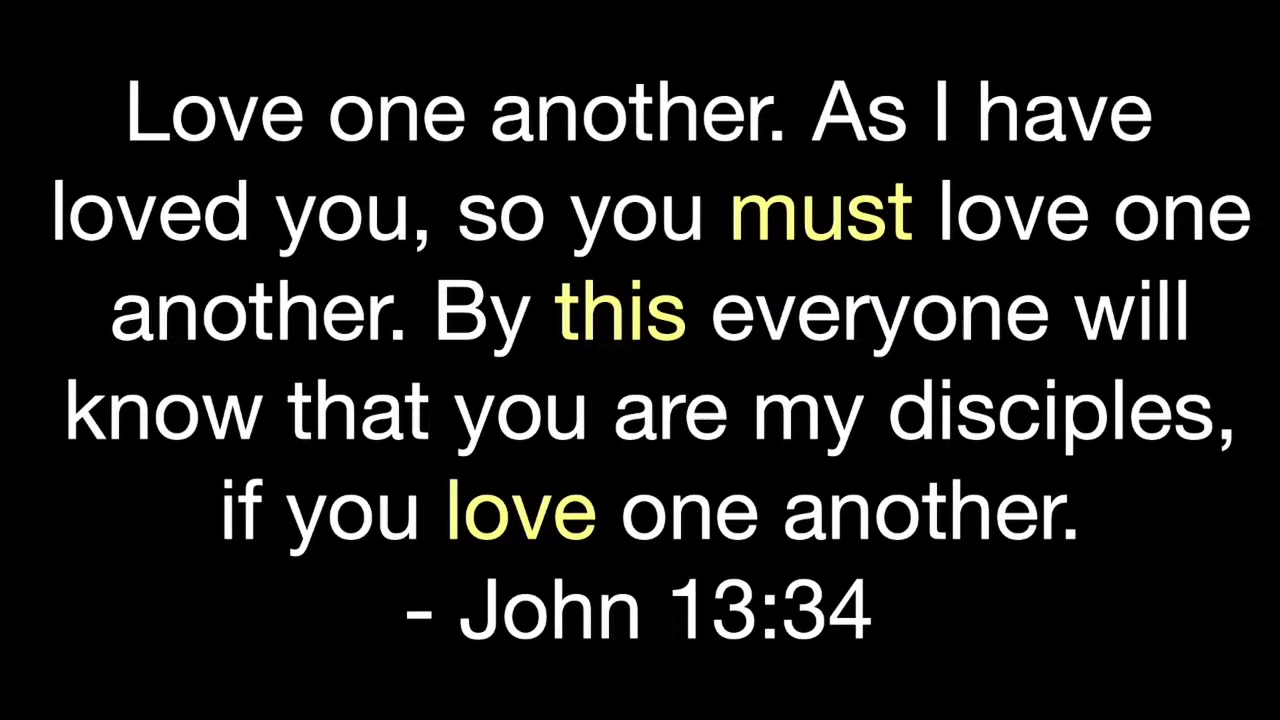 Love one another. As I have
loved you, so you must love one
another. By this everyone will
know that you are my disciples,
if you love one another.
- John 13:34